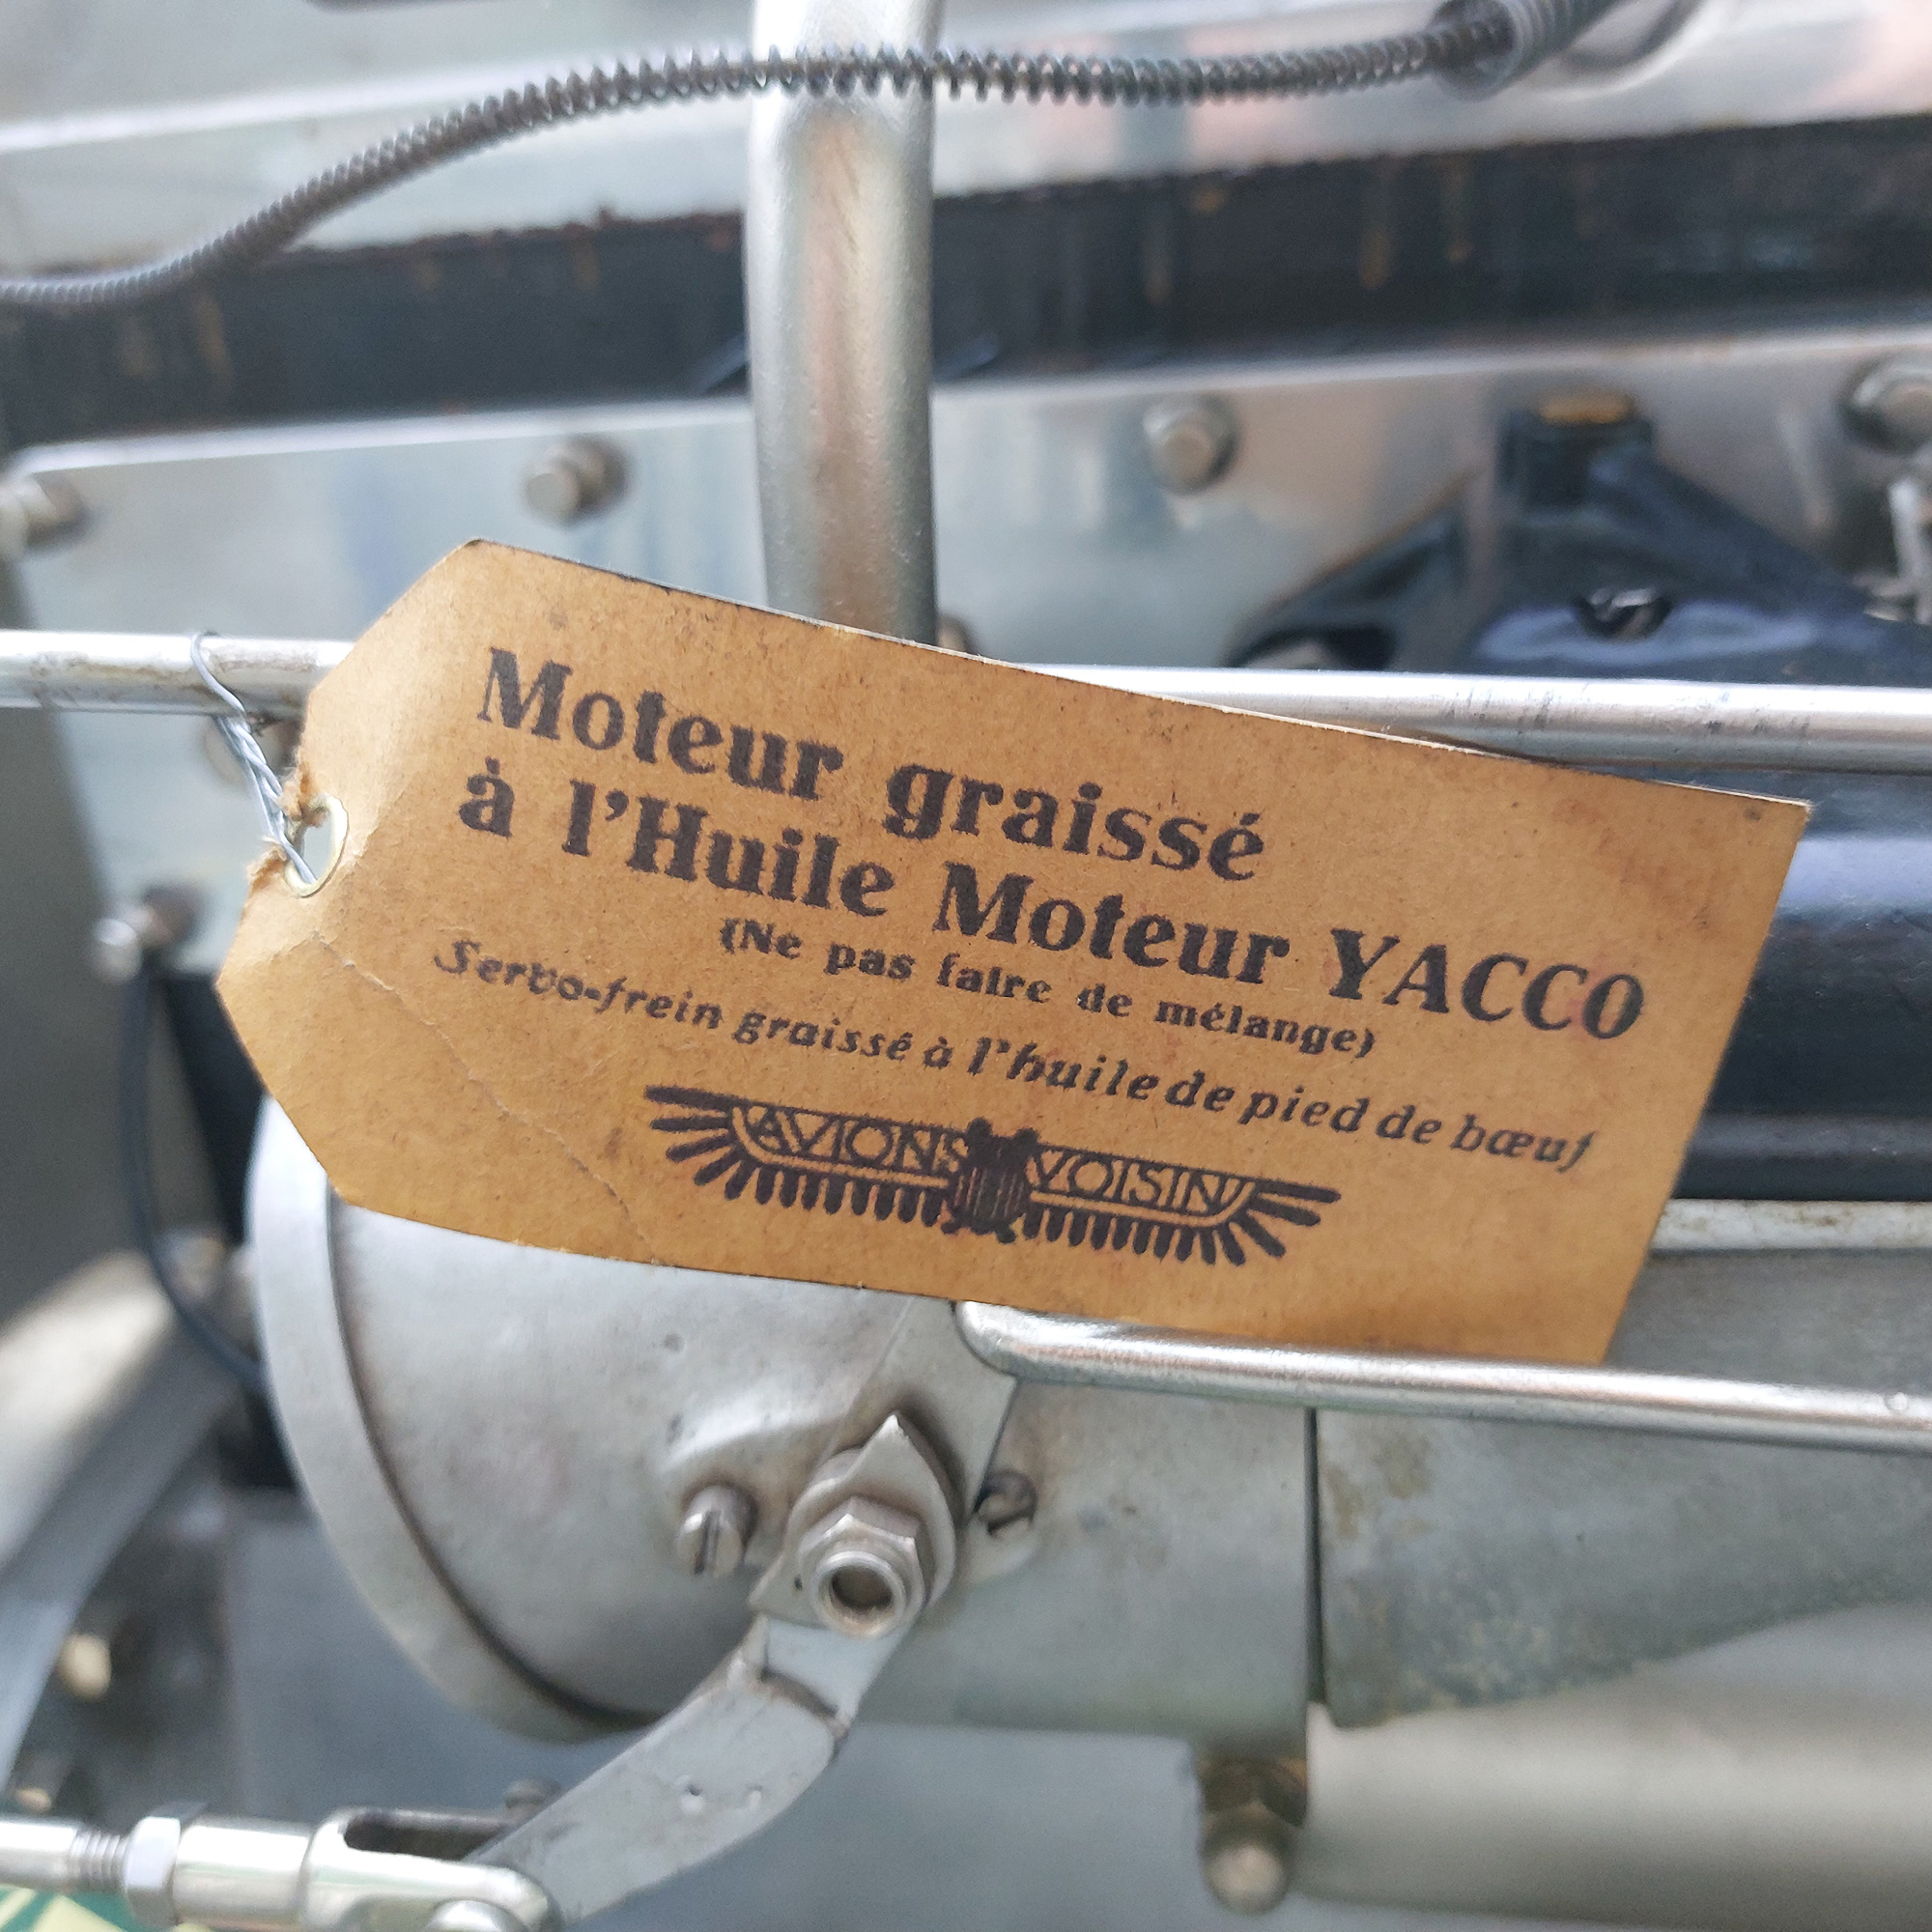 Moteur graissé
à l'Huile Moteur YACCO
(Ne pas faire de mélange)
Servo-frein graissé à l'huile de pied de bœuf
AVIONS VOISIN